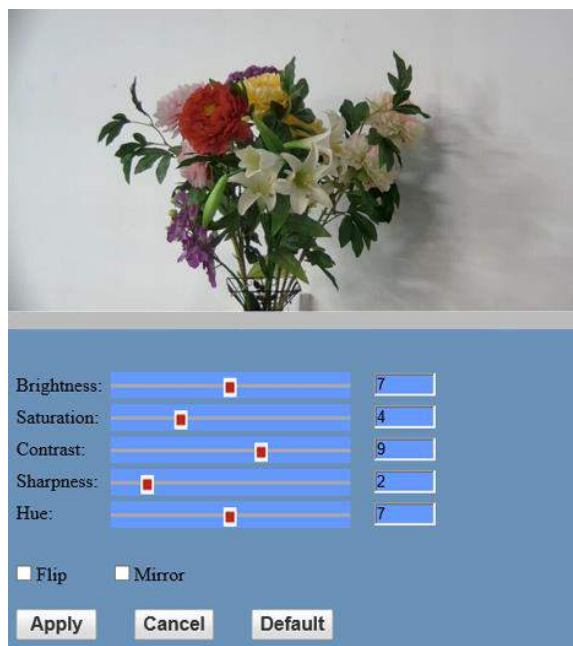 Brightness: 7
Saturation: 4
Contrast: 9
Sharpness: 2
Hue: 7
Flip Mirror
Apply Cancel Default